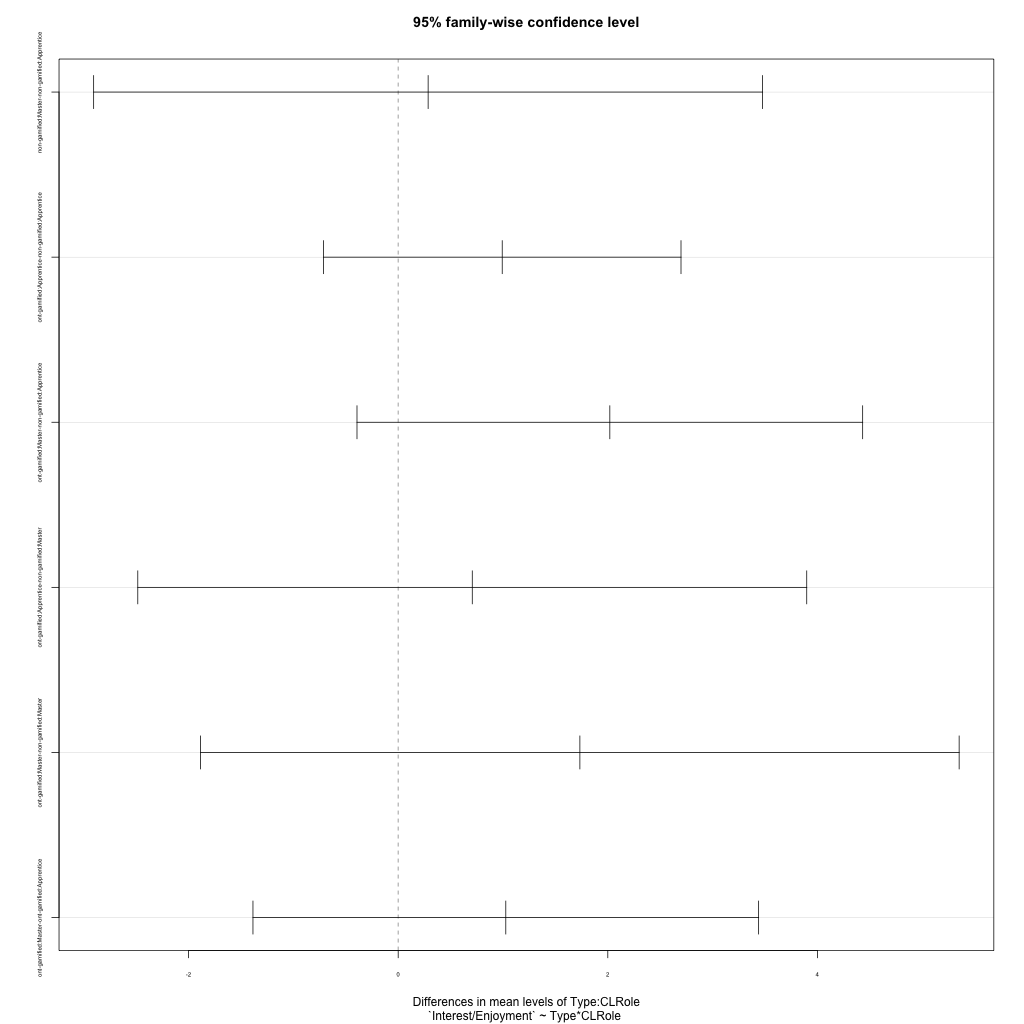 95% family-wise confidence level
non-gamified:Master-non-gamified:Apprentice
ont-gamified:Apprentice-non-gamified:Apprentice
ont-gamified:Master-non-gamified:Apprentice
ont-gamified:Apprentice-non-gamified:Master
ont-gamified:Master-non-gamified:Master
ont-gamified:Master-ont-gamified:Apprentice
-2 0 2 4
Differences in mean levels of Type:CLRole
`Interest/Enjoyment` ~ Type*CLRole